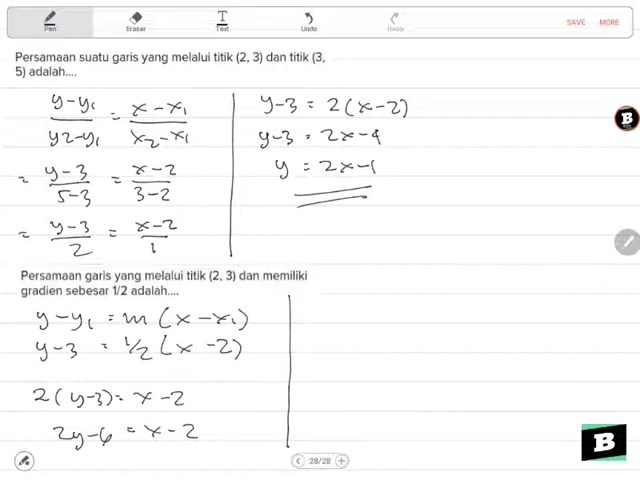 Pen Eraser Text Undo Redo SAVE MORE
Persamaan suatu garis yang melalui titik (2, 3) dan titik (3,
5) adalah....
y-y₁/y2-y₁ = x-x₁/x₂-x₁
= y-3/5-3 = x-2/3-2
= y-3/2 = x-2/1
y-3 = 2(x-2)
y-3 = 2x-4
y = 2x-1
B
Persamaan garis yang melalui titik (2, 3) dan memiliki
gradien sebesar 1/2 adalah....
y-y₁ = m(x-x₁)
y-3 = 1/2(x-2)
2(y-3) = x-2
2y-6 = x-2
B
28/28